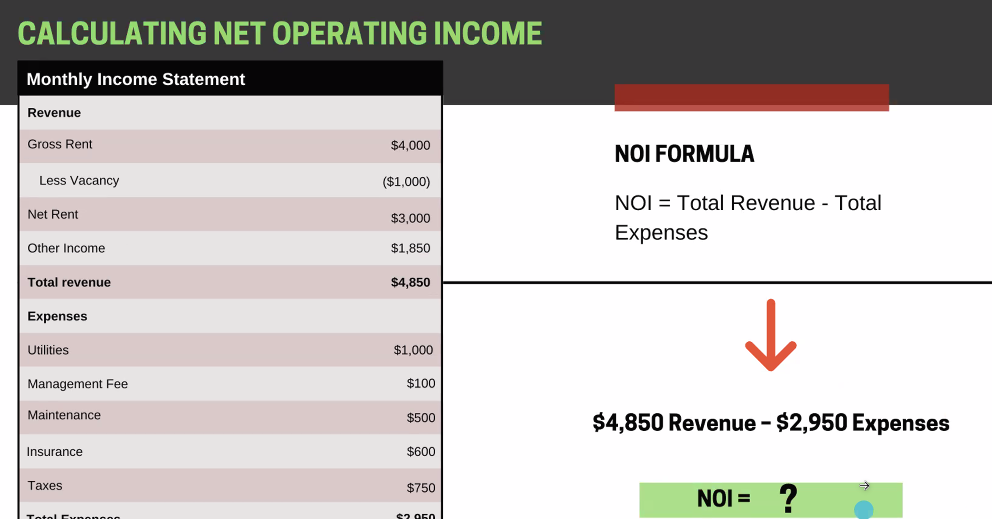 CALCULATING NET OPERATING INCOME
Monthly Income Statement
Revenue
Gross Rent $4,000
Less Vacancy ($1,000)
Net Rent $3,000
Other Income $1,850
Total revenue $4,850
Expenses
Utilities $1,000
Management Fee $100
Maintenance $500
Insurance $600
Taxes $750
Total Expenses $2,950
NOI FORMULA
NOI = Total Revenue - Total
Expenses
$4,850 Revenue – $2,950 Expenses
NOI = ?